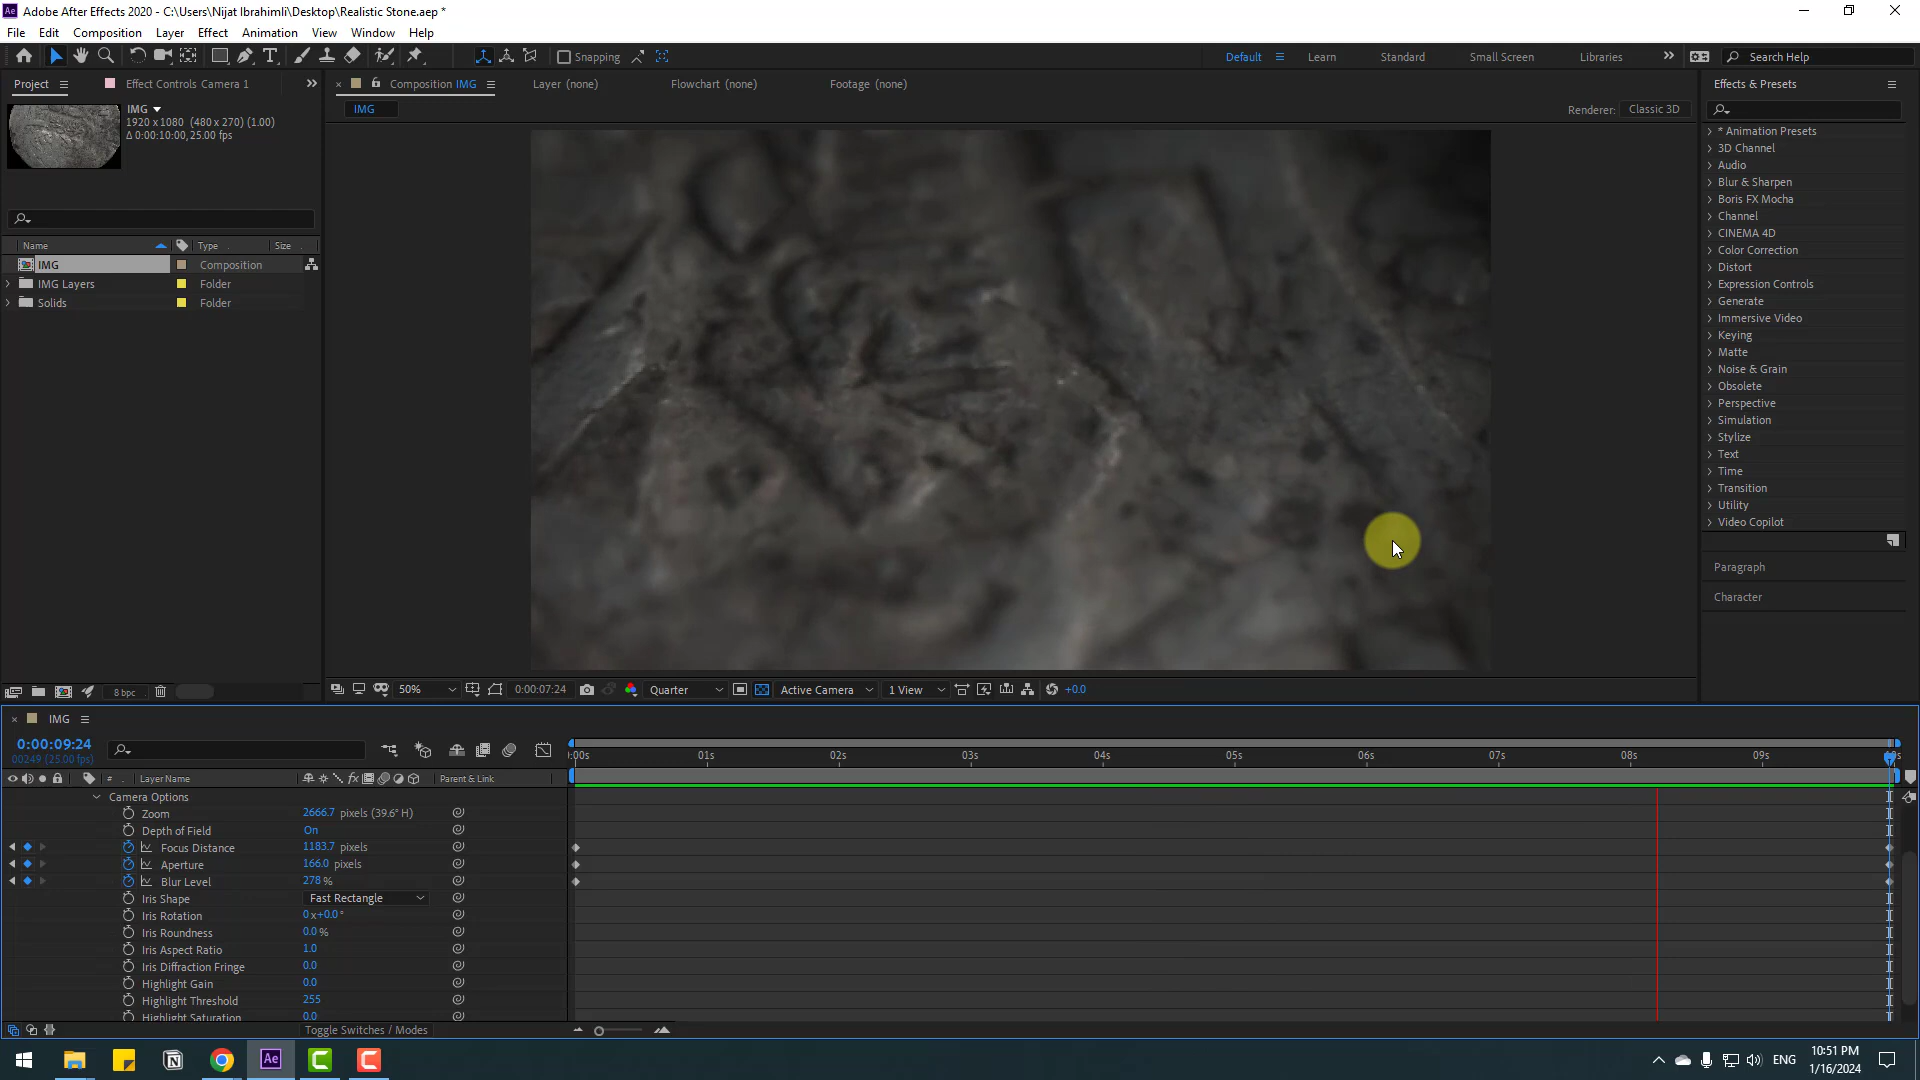 Adobe After Effects 2020 - C:\Users\Nijat Ibrahimli\Desktop\Realistic Stone.aep *
File Edit Composition Layer Effect Animation View Window Help
Snapping Default Learn Standard Small Screen Libraries Search Help
Project Effect Controls Camera 1 Composition IMG Layer (none) Flowchart (none) Footage (none) Effects & Presets
IMG
1920 x 1080 (480 x 270) (1.00)
Δ 0:00:10:00, 25.00 fps
IMG Renderer: Classic 3D
Name Type Size
IMG Composition
IMG Layers Folder
Solids Folder
* Animation Presets
3D Channel
Audio
Blur & Sharpen
Boris FX Mocha
Channel
CINEMA 4D
Color Correction
Distort
Expression Controls
Generate
Immersive Video
Keying
Matte
Noise & Grain
Obsolete
Perspective
Simulation
Stylize
Text
Time
Transition
Utility
Video Copilot
Paragraph
Character
8 bpc 50% 0:00:07:24 Quarter Active Camera 1 View +0.0
IMG
0:00:09:24
00249 (25.00 fps)
:00s 01s 02s 03s 04s 05s 06s 07s 08s 09s
# Layer Name Parent & Link
Camera Options
Zoom 2666.7 pixels (39.6° H)
Depth of Field On
Focus Distance 1183.7 pixels
Aperture 166.0 pixels
Blur Level 278 %
Iris Shape Fast Rectangle
Iris Rotation 0 x+0.0 °
Iris Roundness 0.0 %
Iris Aspect Ratio 1.0
Iris Diffraction Fringe 0.0
Highlight Gain 0.0
Highlight Threshold 255
Highlight Saturation 0.0
Toggle Switches / Modes
ENG 10:51 PM
1/16/2024